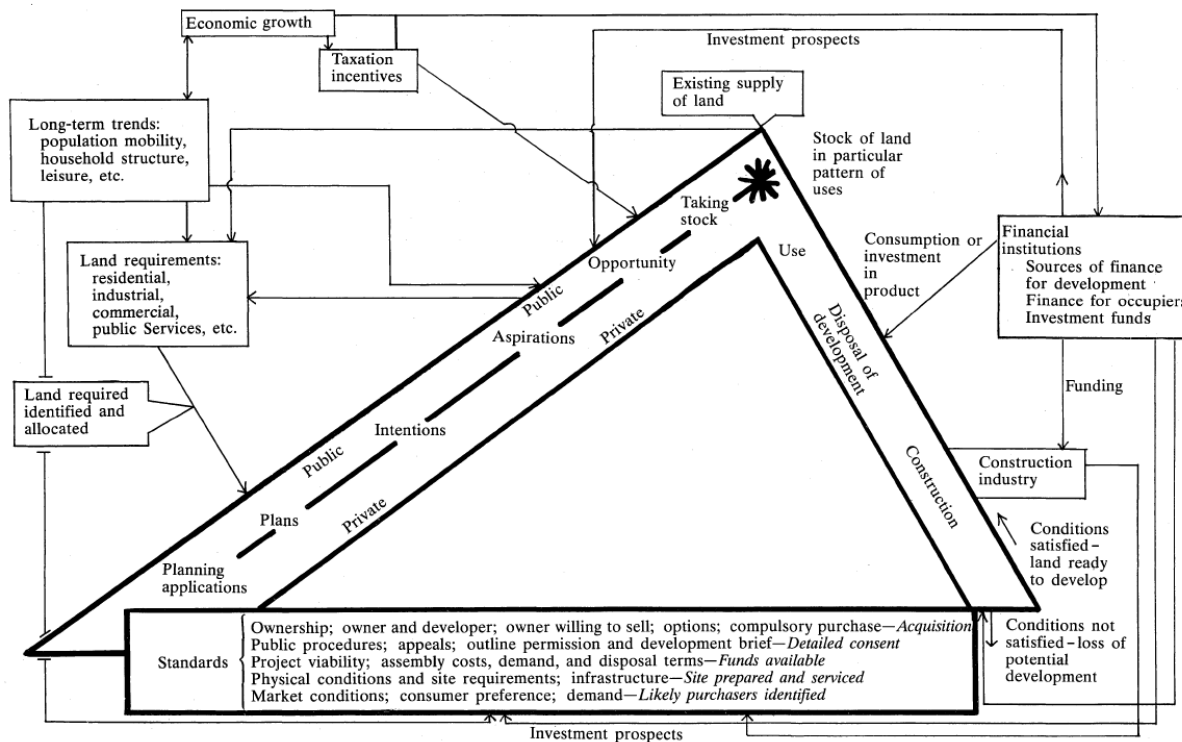 Economic growth
Taxation
incentives
Investment prospects
Existing supply
of land
Long-term trends:
population mobility,
household structure,
leisure, etc.
Stock of land
in particular
pattern of
uses
Taking
stock
Land requirements:
residential,
industrial,
commercial,
public Services, etc.
Opportunity
Use
Consumption or
investment
in
product
Financial
institutions
Sources of finance
for development
Finance for occupiers
Investment funds
Public
Aspirations
Private
Disposal of
development
Land required
identified and
allocated
Funding
Intentions
Public
Private
Construction
Construction
industry
Plans
Planning
applications
Conditions
satisfied–
land ready
to develop
Standards
Ownership; owner and developer; owner willing to sell; options; compulsory purchase—Acquisition
Public procedures; appeals; outline permission and development brief—Detailed consent
Project viability; assembly costs, demand, and disposal terms—Funds available
Physical conditions and site requirements; infrastructure—Site prepared and serviced
Market conditions; consumer preference; demand—Likely purchasers identified
Conditions not
satisfied–loss of
potential
development
Investment prospects